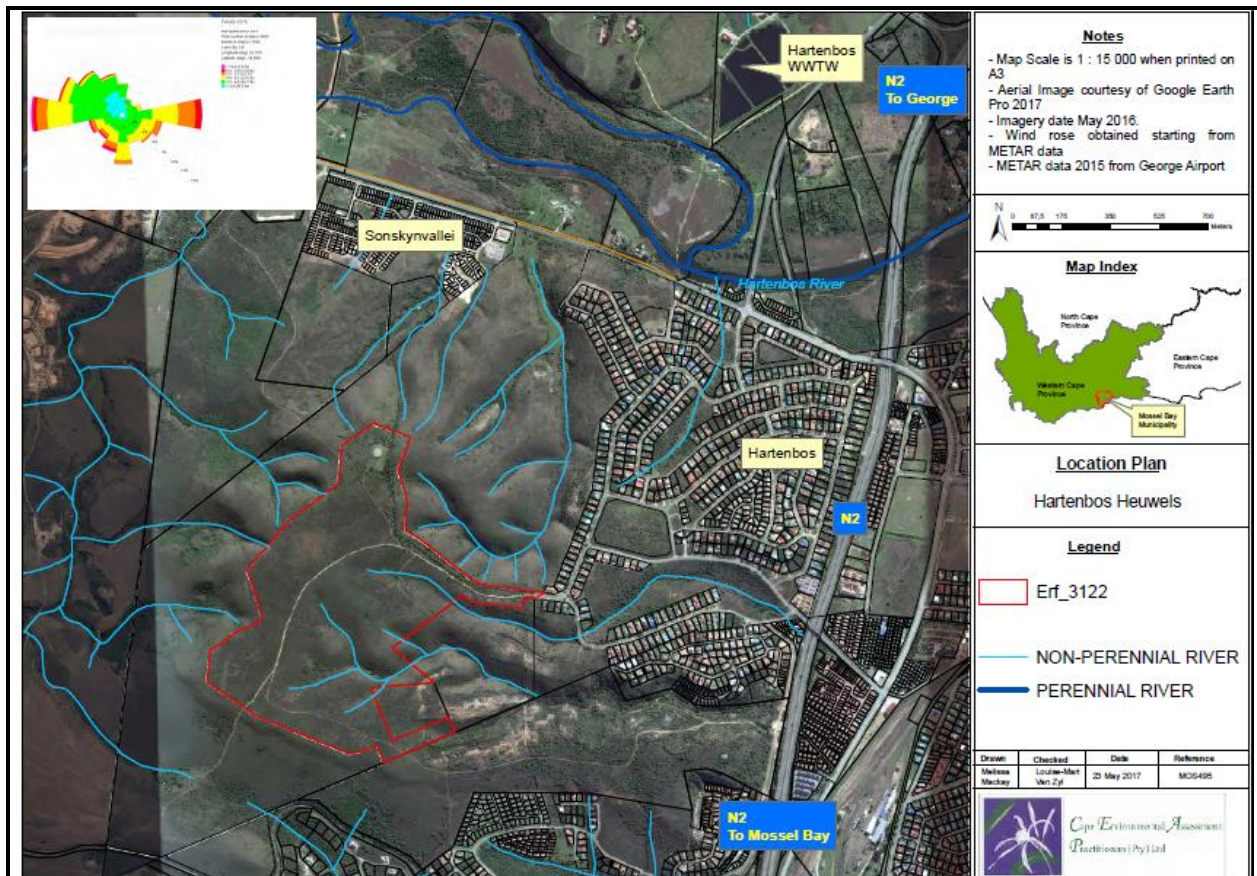 Hartenbos
WWTW
N2
To George
Sonskynvallei
Hartenbos River
Hartenbos
N2
N2
To Mossel Bay
Notes
- Map Scale is 1 : 15 000 when printed on
A3
- Aerial Image courtesy of Google Earth
Pro 2017
- Imagery date May 2016.
- Wind rose obtained starting from
METAR data
- METAR data 2015 from George Airport
N
0 87,5 175 350 525 700
Meters
Map Index
North Cape
Province
Eastern Cape
Province
Western Cape
Province
Mossel Bay
Municipality
Location Plan
Hartenbos Heuwels
Legend
Erf_3122
NON-PERENNIAL RIVER
PERENNIAL RIVER
Drawn Checked Date Reference
Melissa
Mackay
Louise-Mari
Van Zyl
23 May 2017
MOS495
Cape Environmental Assessment
Practitioners (Pty) Ltd